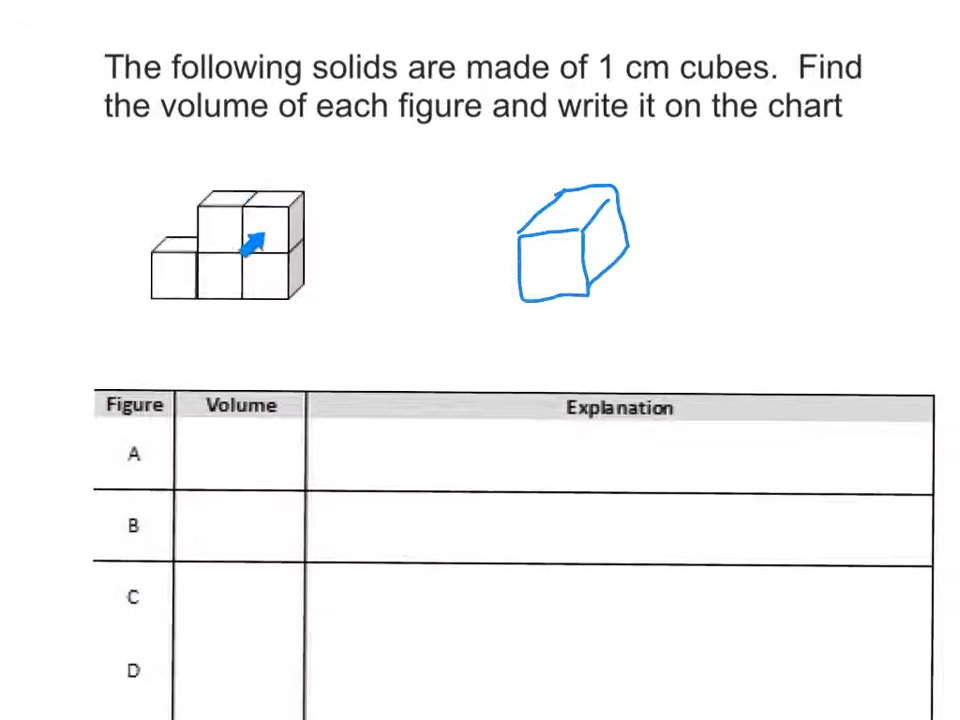 The following solids are made of 1 cm cubes. Find
the volume of each figure and write it on the chart
Figure Volume Explanation
A
B
C
D